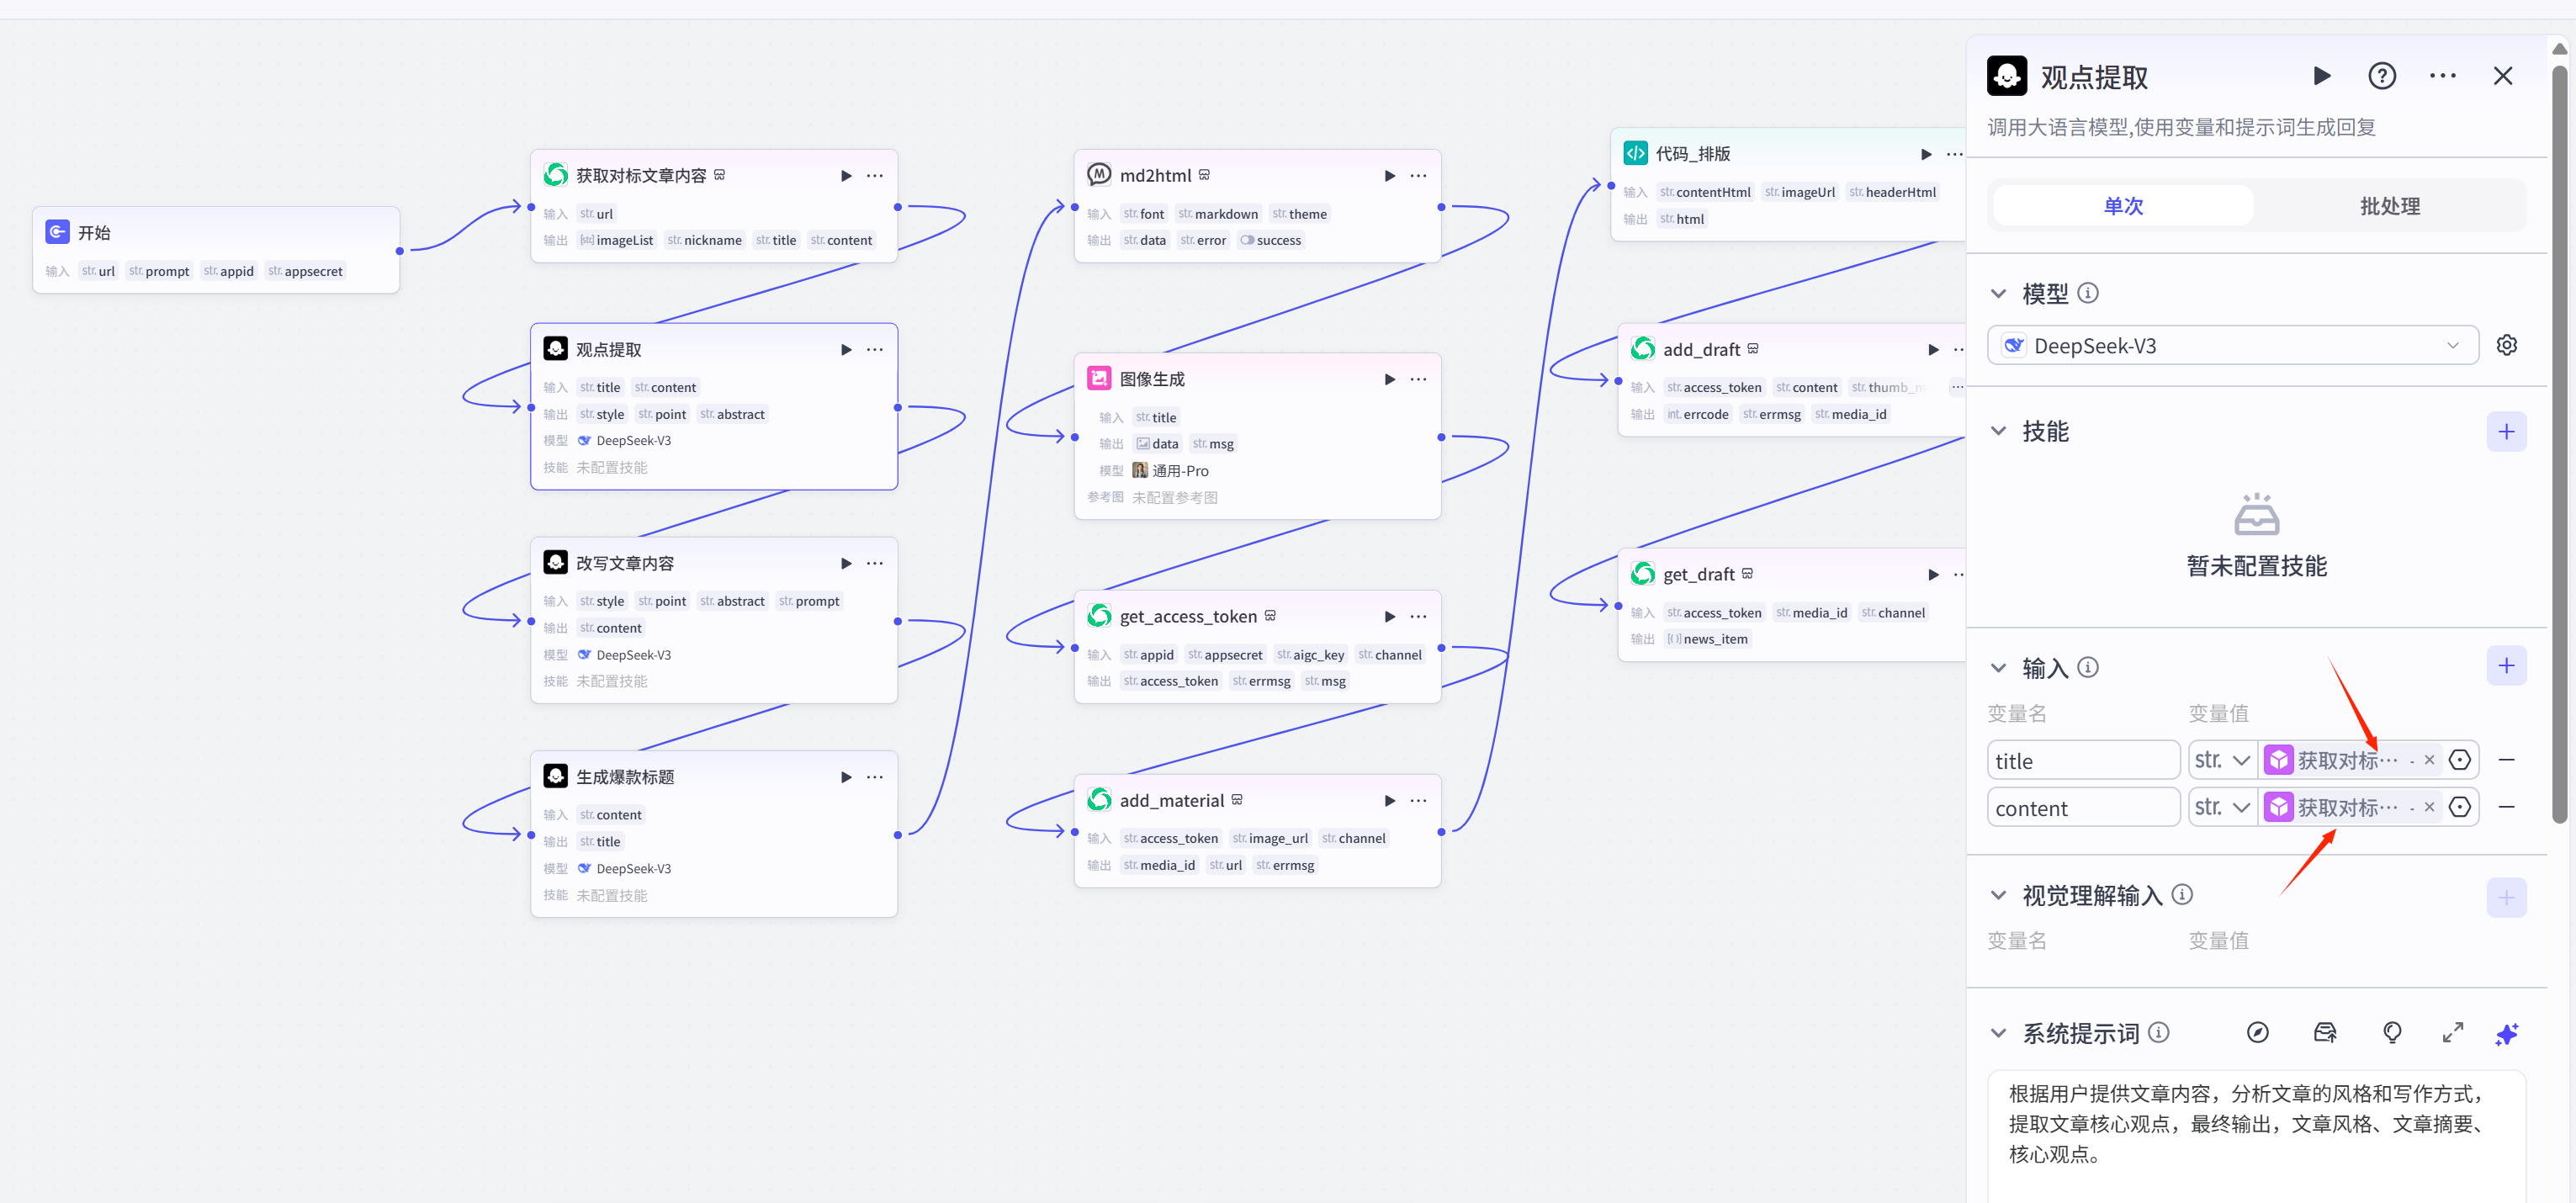 开始
输入 str. url str. prompt str. appid str. appsecret
获取对标文章内容
输入 str. url
输出 imageList str. nickname str. title str. content
观点提取
输入 str. title str. content
输出 str. style str. point str. abstract
模型 DeepSeek-V3
技能 未配置技能
改写文章内容
输入 str. style str. point str. abstract str. prompt
输出 str. content
模型 DeepSeek-V3
技能 未配置技能
生成爆款标题
输入 str. content
输出 str. title
模型 DeepSeek-V3
技能 未配置技能
md2html
输入 str. font str. markdown str. theme
输出 str. data str. error success
图像生成
输入 str. title
输出 data str. msg
模型 通用-Pro
参考图 未配置参考图
get_access_token
输入 str. appid str. appsecret str. aigc_key str. channel
输出 str. access_token str. errmsg str. msg
add_material
输入 str. access_token str. image_url str. channel
输出 str. media_id str. url str. errmsg
代码_排版
输入 str. contentHtml str. imageUrl str. headerHtml
输出 str. html
add_draft
输入 str. access_token str. content str. thumb_m ···
输出 int. errcode str. errmsg str. media_id
get_draft
输入 str. access_token str. media_id str. channel
输出 news_item
观点提取
调用大语言模型,使用变量和提示词生成回复
单次 批处理
模型
DeepSeek-V3
技能
暂未配置技能
输入
变量名 变量值
title str. 获取对标··· -
content str. 获取对标··· -
视觉理解输入
变量名 变量值
系统提示词
根据用户提供文章内容，分析文章的风格和写作方式，
提取文章核心观点，最终输出，文章风格、文章摘要、
核心观点。